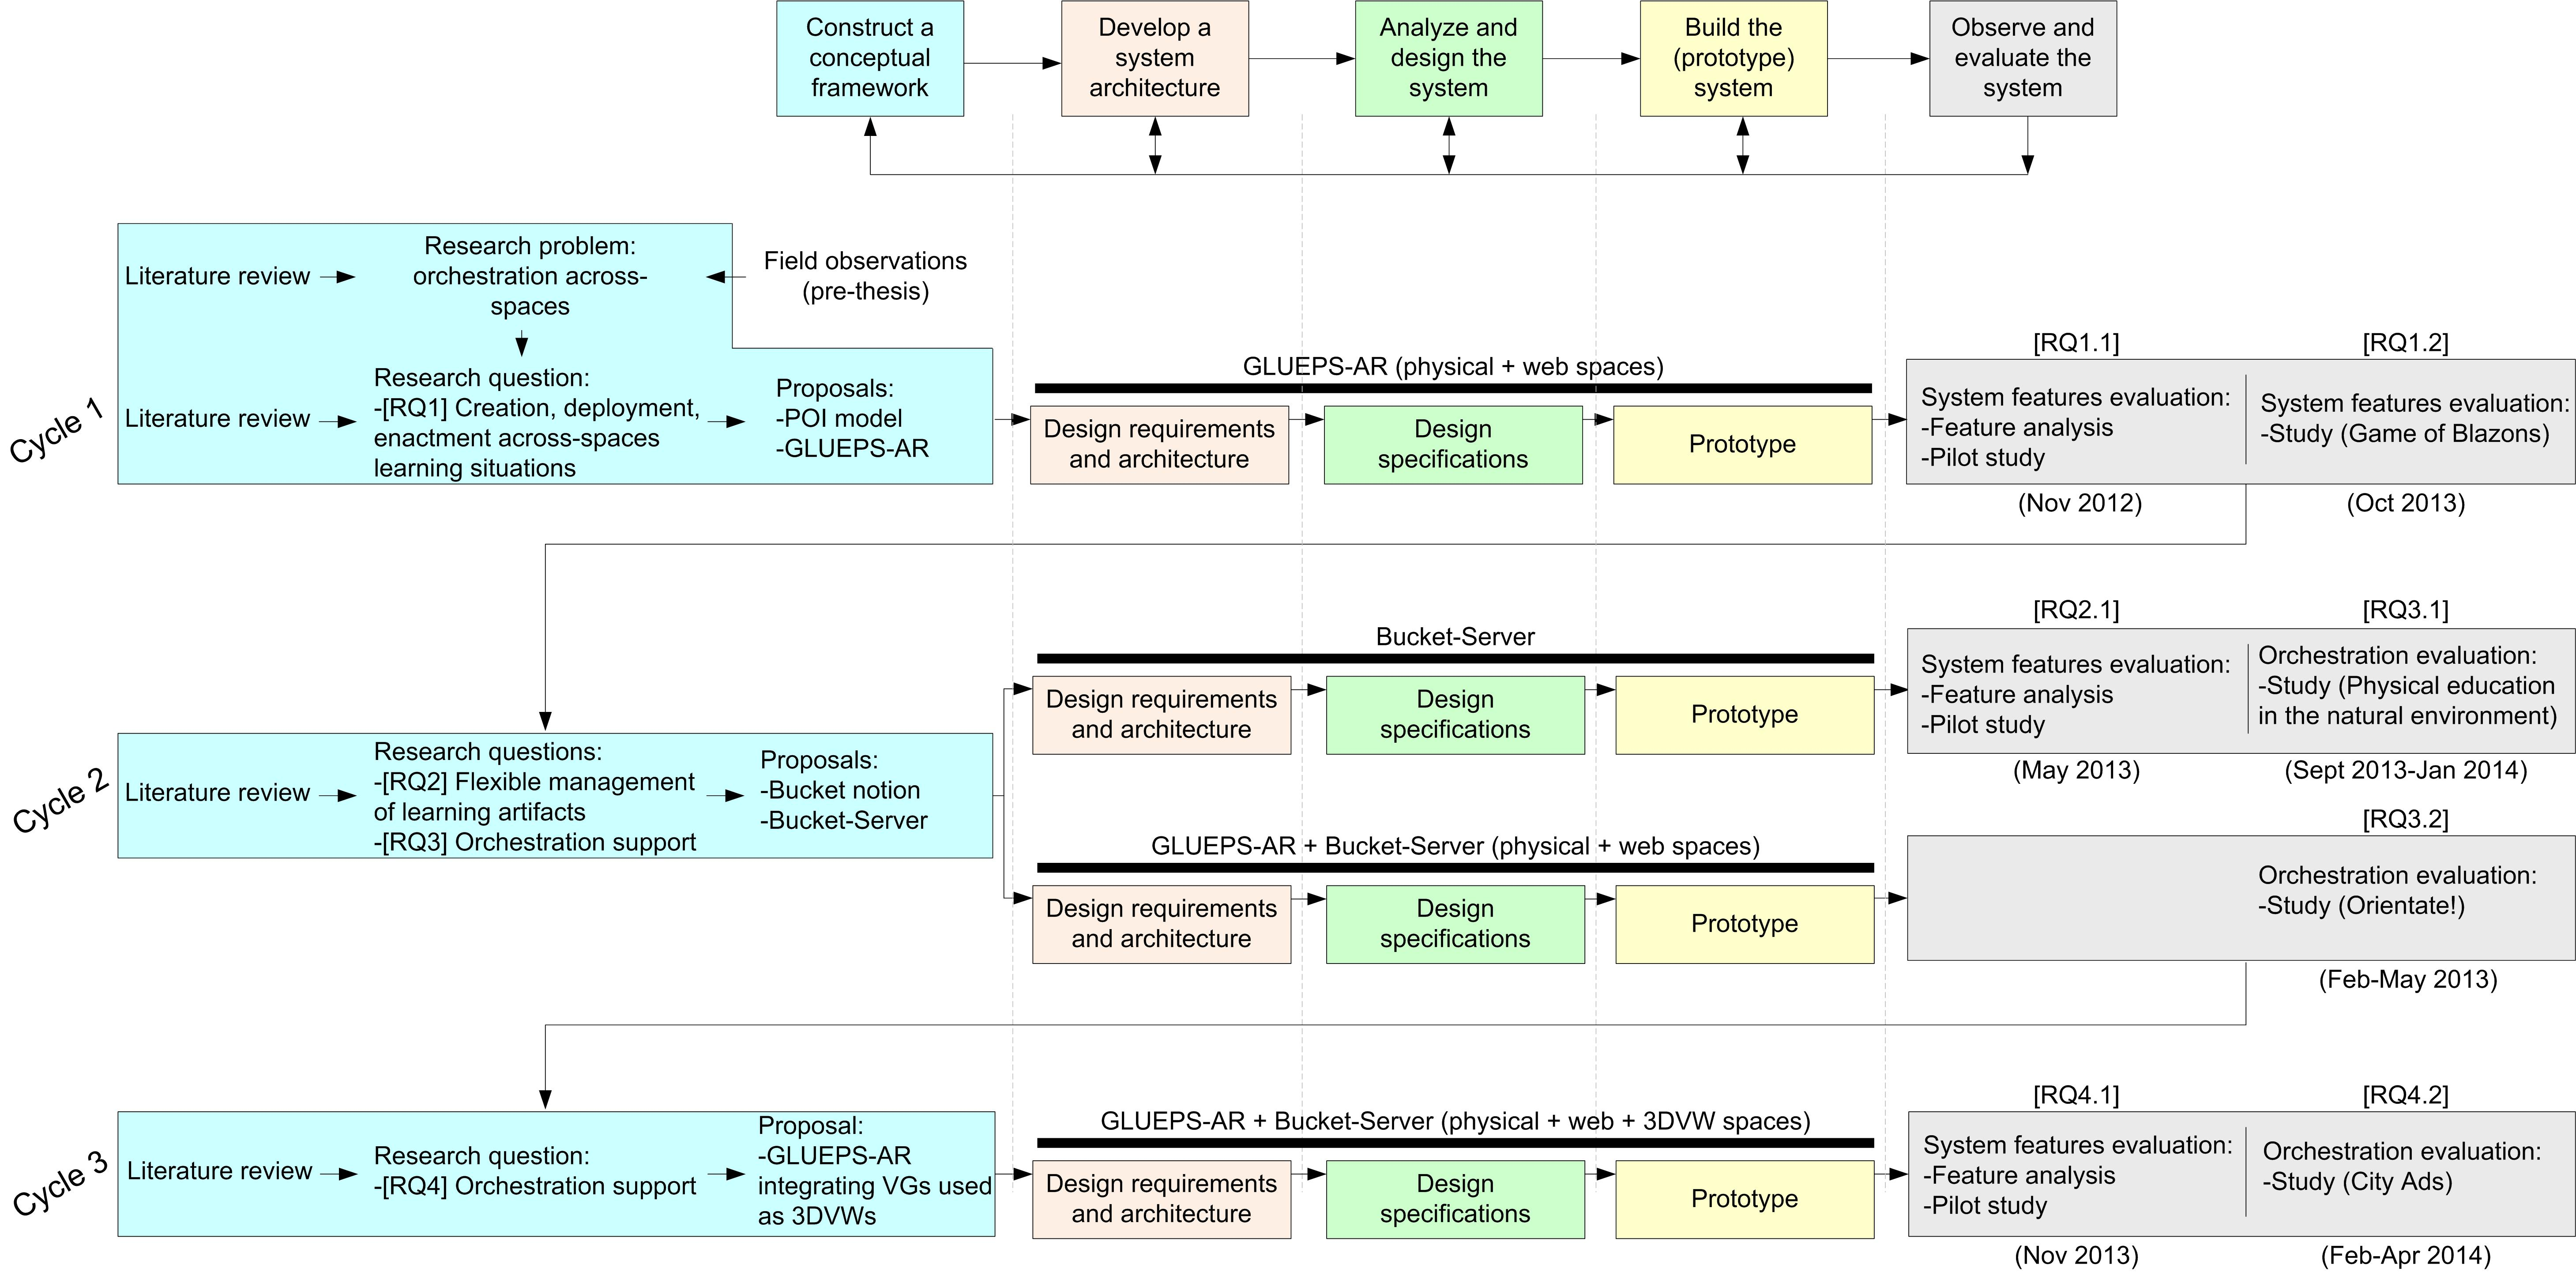 Construct a
conceptual
framework
Develop a
system
architecture
Analyze and
design the
system
Build the
(prototype)
system
Observe and
evaluate the
system
Cycle 1
Literature review
Research problem:
orchestration across-
spaces
Field observations
(pre-thesis)
Literature review
Research question:
-[RQ1] Creation, deployment,
enactment across-spaces
learning situations
Proposals:
-POI model
-GLUEPS-AR
GLUEPS-AR (physical + web spaces)
Design requirements
and architecture
Design
specifications
Prototype
[RQ1.1]
System features evaluation:
-Feature analysis
-Pilot study
(Nov 2012)
[RQ1.2]
System features evaluation:
-Study (Game of Blazons)
(Oct 2013)
Cycle 2
Literature review
Research questions:
-[RQ2] Flexible management
of learning artifacts
-[RQ3] Orchestration support
Proposals:
-Bucket notion
-Bucket-Server
Bucket-Server
Design requirements
and architecture
Design
specifications
Prototype
[RQ2.1]
System features evaluation:
-Feature analysis
-Pilot study
(May 2013)
[RQ3.1]
Orchestration evaluation:
-Study (Physical education
in the natural environment)
(Sept 2013-Jan 2014)
GLUEPS-AR + Bucket-Server (physical + web spaces)
Design requirements
and architecture
Design
specifications
Prototype
[RQ3.2]
Orchestration evaluation:
-Study (Orientate!)
(Feb-May 2013)
Cycle 3
Literature review
Research question:
-[RQ4] Orchestration support
Proposal:
-GLUEPS-AR
integrating VGs used
as 3DVWs
GLUEPS-AR + Bucket-Server (physical + web + 3DVW spaces)
Design requirements
and architecture
Design
specifications
Prototype
[RQ4.1]
System features evaluation:
-Feature analysis
-Pilot study
(Nov 2013)
[RQ4.2]
Orchestration evaluation:
-Study (City Ads)
(Feb-Apr 2014)